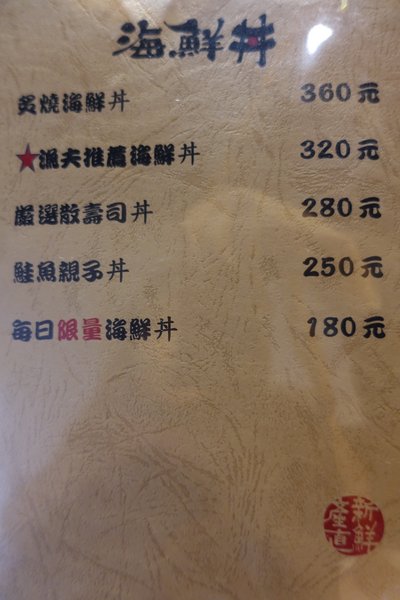 海鮮丼
炙燒海鮮丼 360元
★漁夫推薦海鮮丼 320元
嚴選散壽司丼 280元
鮭魚親子丼 250元
每日限量海鮮丼 180元
新鮮
產直